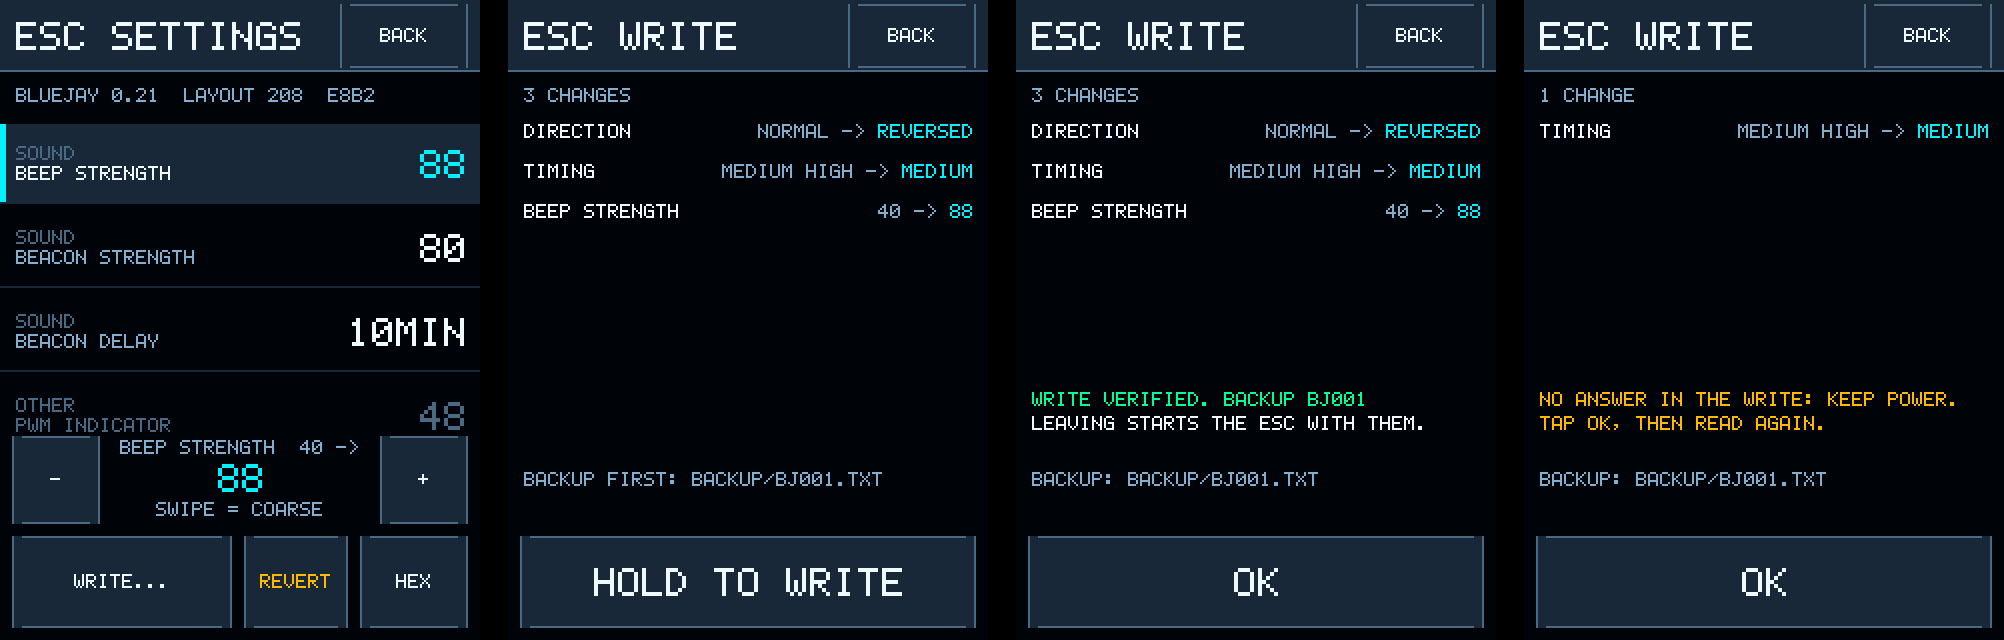 ESC SETTINGS
BACK
BLUEJAY 0.21 LAYOUT 208 E8B2
SOUND
BEEP STRENGTH
88
SOUND
BEACON STRENGTH
80
SOUND
BEACON DELAY
10MIN
OTHER
PWM INDICATOR
48
-
BEEP STRENGTH 40 ->
88
SWIPE = COARSE
+
WRITE...
REVERT
HEX
ESC WRITE
BACK
3 CHANGES
DIRECTION NORMAL -> REVERSED
TIMING MEDIUM HIGH -> MEDIUM
BEEP STRENGTH 40 -> 88
BACKUP FIRST: BACKUP/BJ001.TXT
HOLD TO WRITE
ESC WRITE
BACK
3 CHANGES
DIRECTION NORMAL -> REVERSED
TIMING MEDIUM HIGH -> MEDIUM
BEEP STRENGTH 40 -> 88
WRITE VERIFIED. BACKUP BJ001
LEAVING STARTS THE ESC WITH THEM.
BACKUP: BACKUP/BJ001.TXT
OK
ESC WRITE
BACK
1 CHANGE
TIMING MEDIUM HIGH -> MEDIUM
NO ANSWER IN THE WRITE: KEEP POWER.
TAP OK, THEN READ AGAIN.
BACKUP: BACKUP/BJ001.TXT
OK